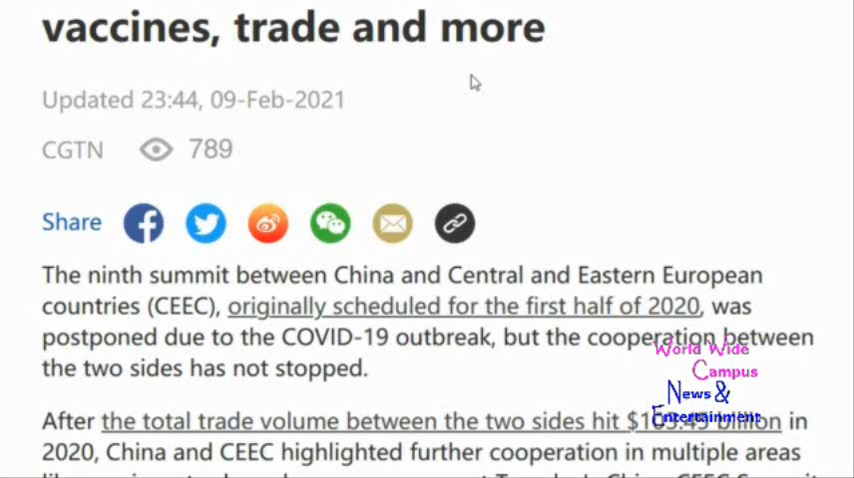 vaccines, trade and more
Updated 23:44, 09-Feb-2021
CGTN 789
Share
The ninth summit between China and Central and Eastern European
countries (CEEC), originally scheduled for the first half of 2020, was
postponed due to the COVID-19 outbreak, but the cooperation between
the two sides has not stopped.
World Wide
Campus
News &
Entertainment
After the total trade volume between the two sides hit billion in
2020, China and CEEC highlighted further cooperation in multiple areas